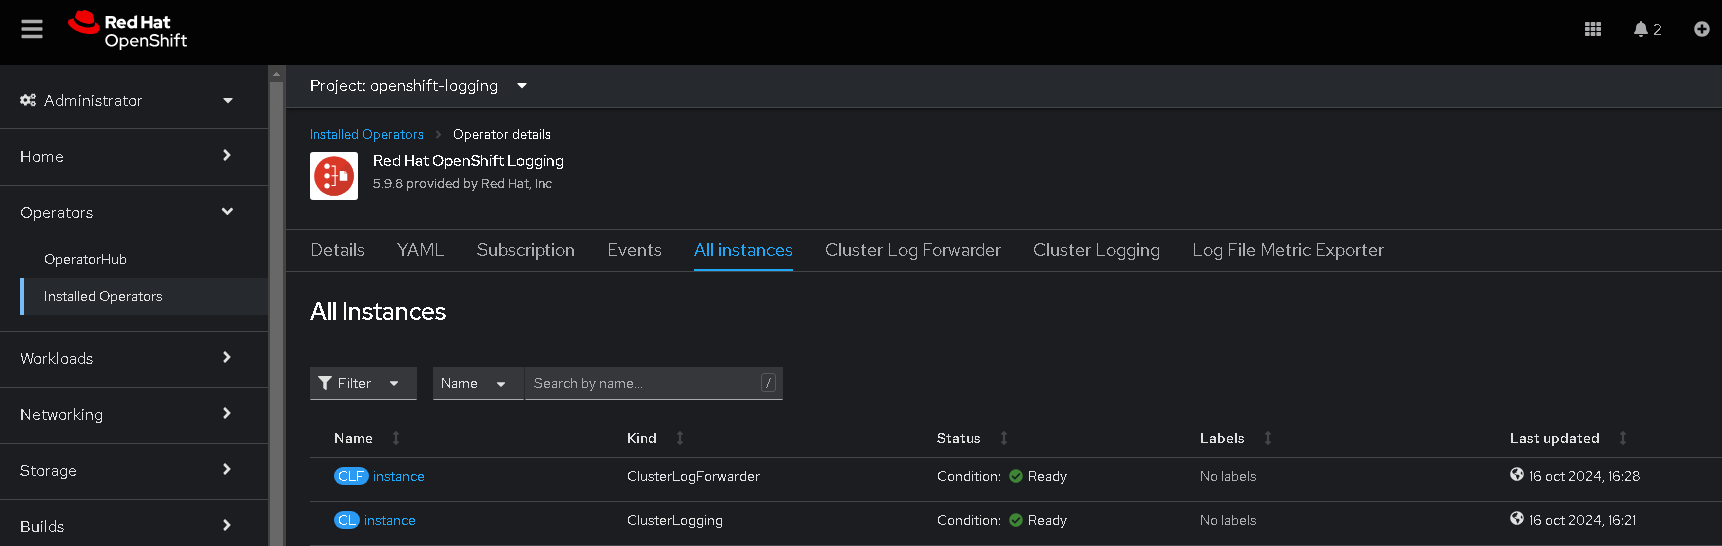 Red Hat
OpenShift
2
Administrator
Home
Operators
OperatorHub
Installed Operators
Workloads
Networking
Storage
Builds
Project: openshift-logging
Installed Operators > Operator details
Red Hat OpenShift Logging
5.9.8 provided by Red Hat, Inc
Details YAML Subscription Events All instances Cluster Log Forwarder Cluster Logging Log File Metric Exporter
All Instances
Filter Name Search by name... /
Name Kind Status Labels Last updated
CLF instance ClusterLogForwarder Condition: Ready No labels 16 oct 2024, 16:28
CL instance ClusterLogging Condition: Ready No labels 16 oct 2024, 16:21